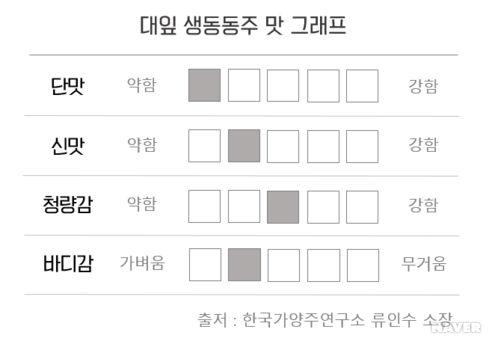 대잎 생동동주 맛 그래프
단맛 약함 강함
신맛 약함 강함
청량감 약함 강함
바디감 가벼움 무거움
출저 : 한국가양주연구소 류인수 소장
NAVER